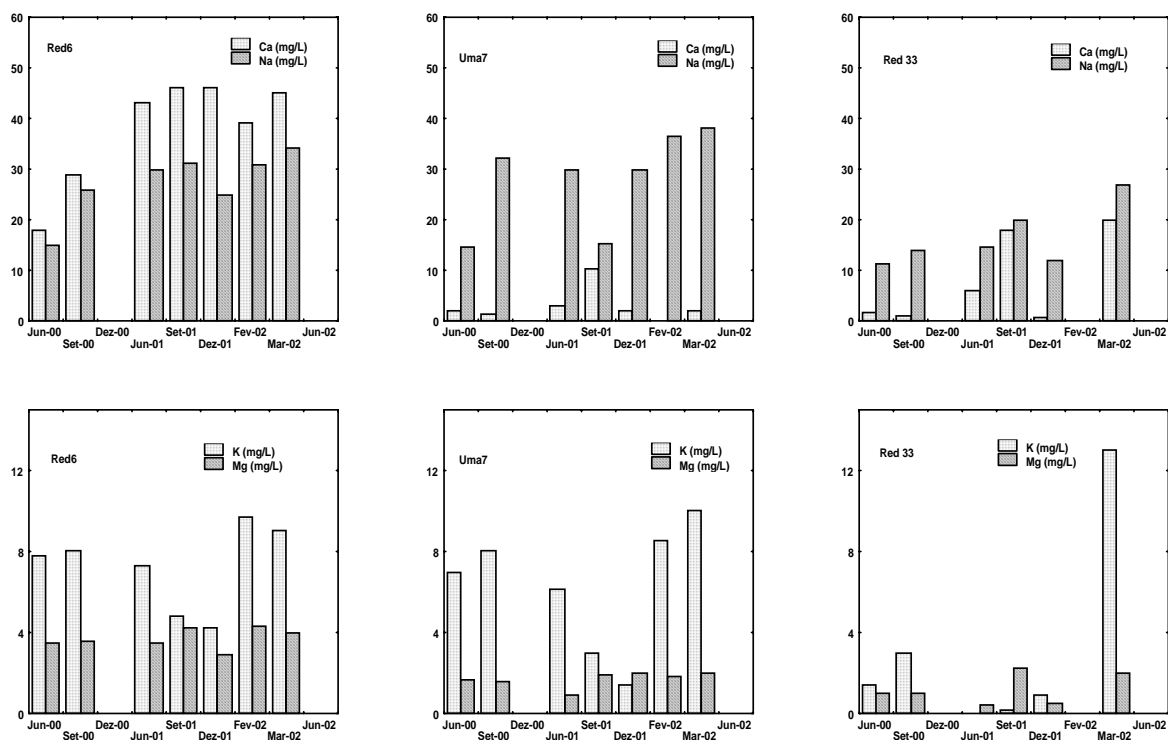 60
50
40
30
20
10
0
Red6
Ca (mg/L)
Na (mg/L)
Jun-00 Dez-00 Set-01 Fev-02 Jun-02
Set-00 Jun-01 Dez-01 Mar-02
60
50
40
30
20
10
0
Uma7
Ca (mg/L)
Na (mg/L)
Jun-00 Dez-00 Set-01 Fev-02 Jun-02
Set-00 Jun-01 Dez-01 Mar-02
60
50
40
30
20
10
0
Red 33
Ca (mg/L)
Na (mg/L)
Jun-00 Dez-00 Set-01 Fev-02 Jun-02
Set-00 Jun-01 Dez-01 Mar-02
12
8
4
0
Red6
K (mg/L)
Mg (mg/L)
Jun-00 Dez-00 Set-01 Fev-02 Jun-02
Set-00 Jun-01 Dez-01 Mar-02
12
8
4
0
Uma7
K (mg/L)
Mg (mg/L)
Jun-00 Dez-00 Set-01 Fev-02 Jun-02
Set-00 Jun-01 Dez-01 Mar-02
12
8
4
0
Red 33
K (mg/L)
Mg (mg/L)
Jun-00 Dez-00 Set-01 Fev-02 Jun-02
Set-00 Jun-01 Dez-01 Mar-02